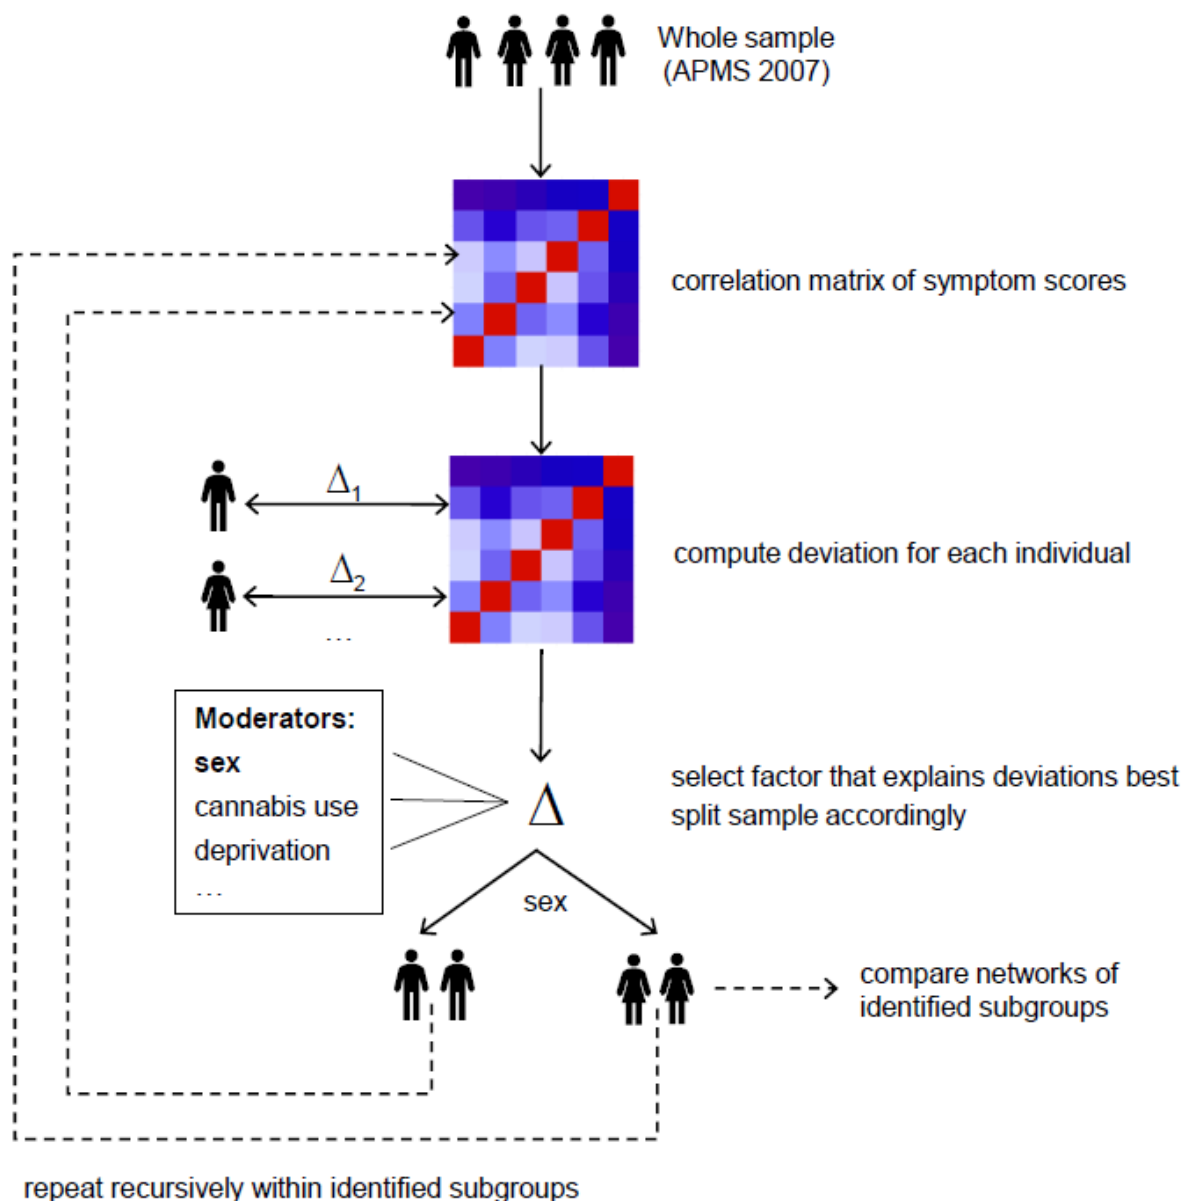 Whole sample
(APMS 2007)
correlation matrix of symptom scores
Δ1
compute deviation for each individual
Δ2
...
Moderators:
sex
cannabis use
deprivation
...
Δ
select factor that explains deviations best
split sample accordingly
sex
compare networks of
identified subgroups
repeat recursively within identified subgroups